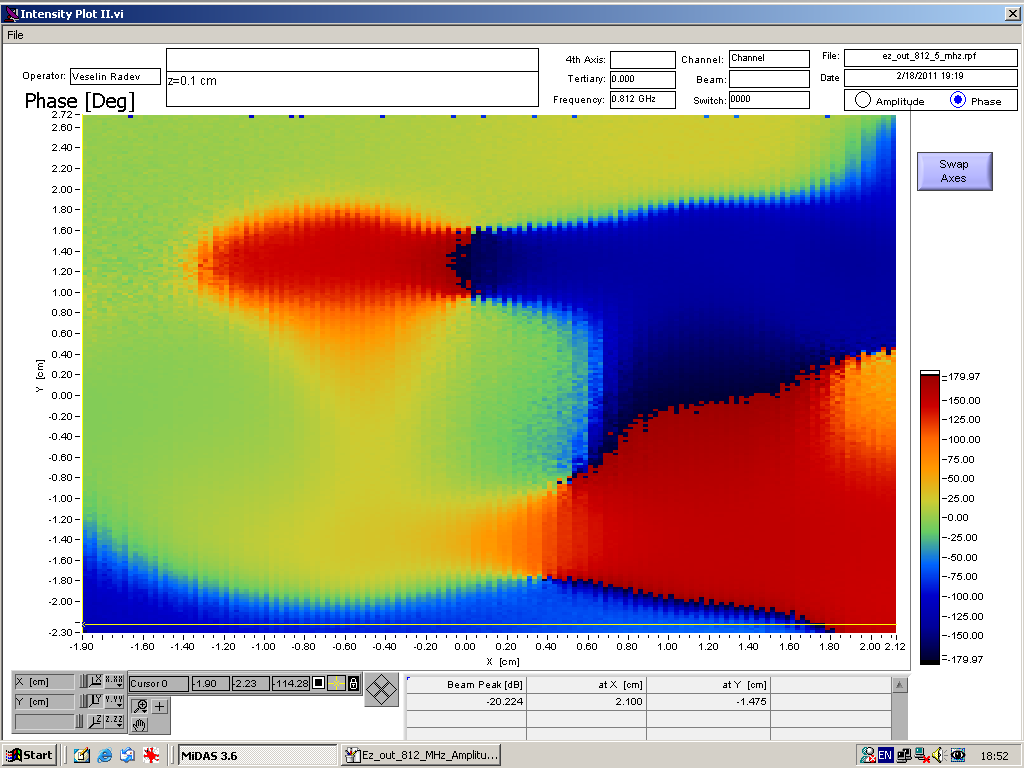 Intensity Plot II.vi
File
Operator: Veselin Radev
z=0.1 cm
4th Axis:
Channel: Channel
File: ez_out_812_5_mhz.rpf
Tertiary: 0.000
Beam:
Date 2/18/2011 19:19
Frequency: 0.812 GHz
Switch: 0000
Amplitude Phase
Phase [Deg]
2.72
2.60
2.40
2.20
2.00
1.80
1.60
1.40
1.20
1.00
0.80
0.60
0.40
0.20
0.00
-0.20
-0.40
-0.60
-0.80
-1.00
-1.20
-1.40
-1.60
-1.80
-2.00
-2.30
Y [cm]
-1.90 -1.60 -1.40 -1.20 -1.00 -0.80 -0.60 -0.40 -0.20 0.00 0.20 0.40 0.60 0.80 1.00 1.20 1.40 1.60 1.80 2.00 2.12
X [cm]
Swap
Axes
179.97
150.00
125.00
100.00
75.00
50.00
25.00
0.00
-25.00
-50.00
-75.00
-100.00
-125.00
-150.00
-179.97
X [cm] X X.XX
Y [cm] Y Y.YY
Z Z.ZZ
Cursor 0 -1.90 -2.23 -114.28
Beam Peak [dB] at X [cm] at Y [cm]
-20.224 2.100 -1.475
Start MiDAS 3.6 Ez_out_812_MHz_Amplitu... EN 18:52